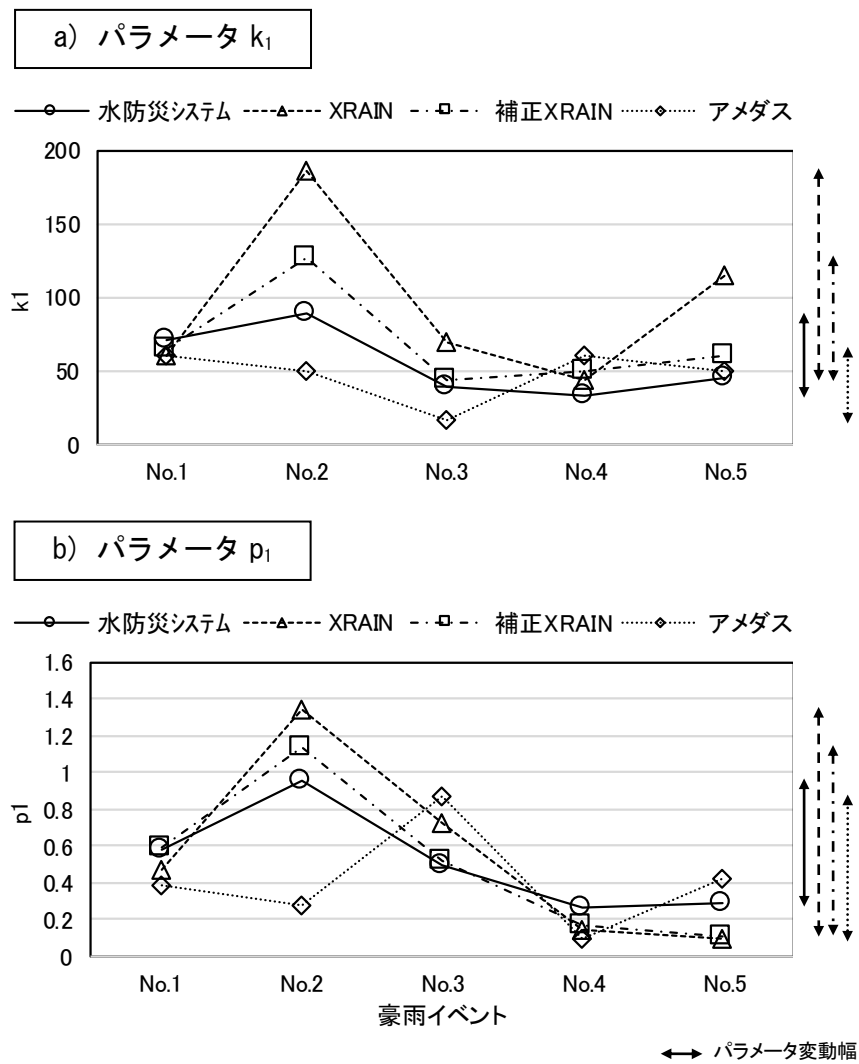 a) パラメータ k₁
水防災システム XRAIN 補正XRAIN アメダス
200
150
100
50
0
k1
No.1 No.2 No.3 No.4 No.5
b) パラメータ p₁
水防災システム XRAIN 補正XRAIN アメダス
1.6
1.4
1.2
1
0.8
0.6
0.4
0.2
0
p1
No.1 No.2 No.3 No.4 No.5
豪雨イベント
パラメータ変動幅